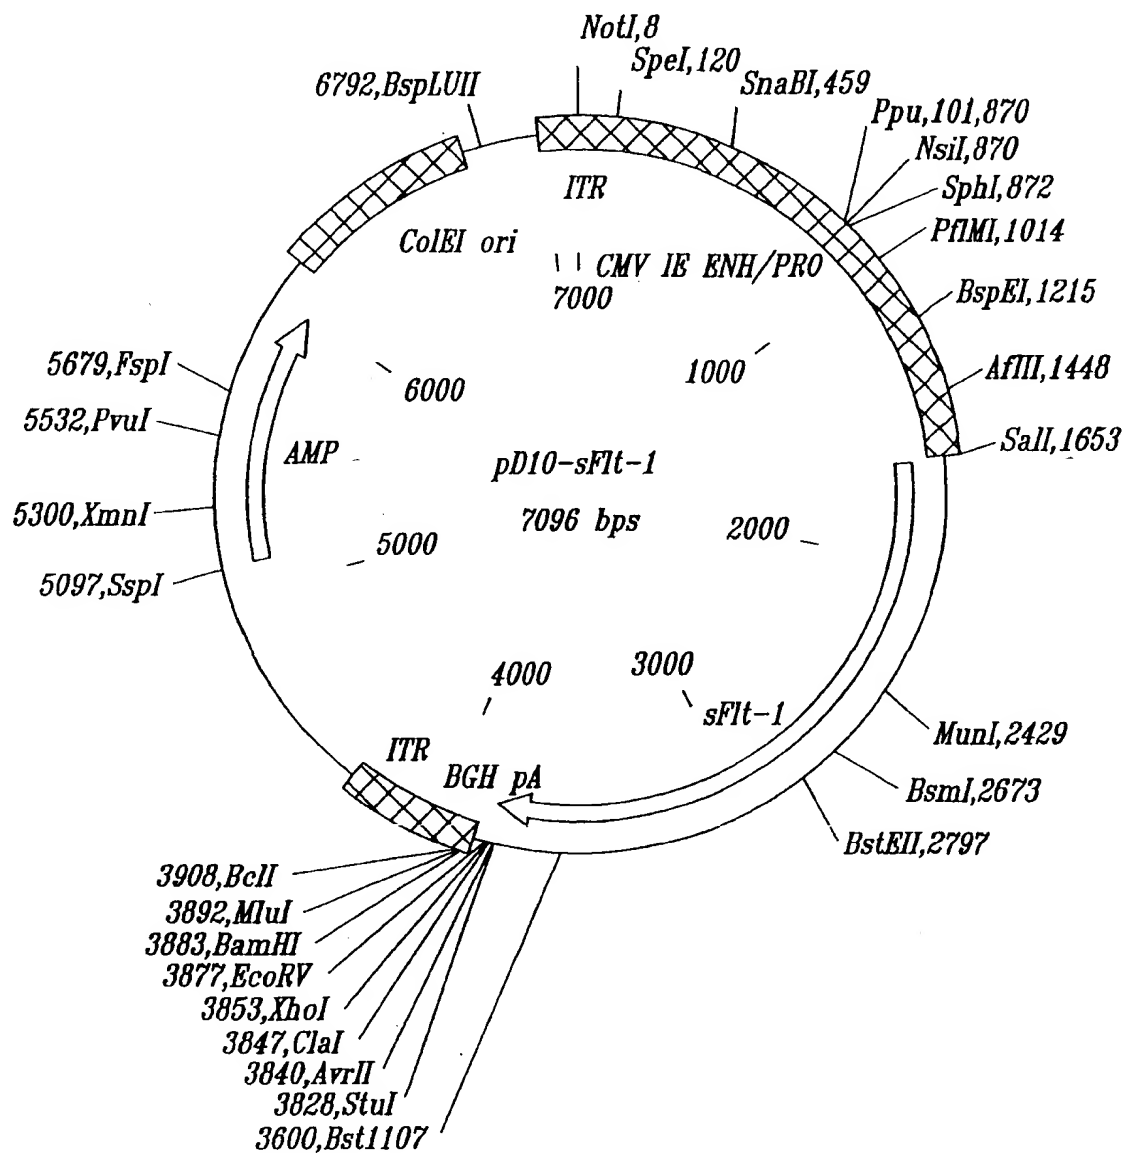 NotI,8
SpeI,120
SnaBI,459
6792,BspLUII
Ppu,101,870
NsiI,870
SphI,872
PflMI,1014
ITR
ColEI ori
CMV IE ENH/PRO
7000
BspEI,1215
5679,FspI
6000
1000
AflII,1448
5532,PvuI
AMP
SalI,1653
pD10-sFlt-1
7096 bps
5300,XmnI
5000
2000
5097,SspI
4000
3000
sFlt-1
MunI,2429
ITR
BGH pA
BsmI,2673
BstEII,2797
3908,BclI
3892,MluI
3883,BamHI
3877,EcoRV
3853,XhoI
3847,ClaI
3840,AvrII
3828,StuI
3600,Bst1107